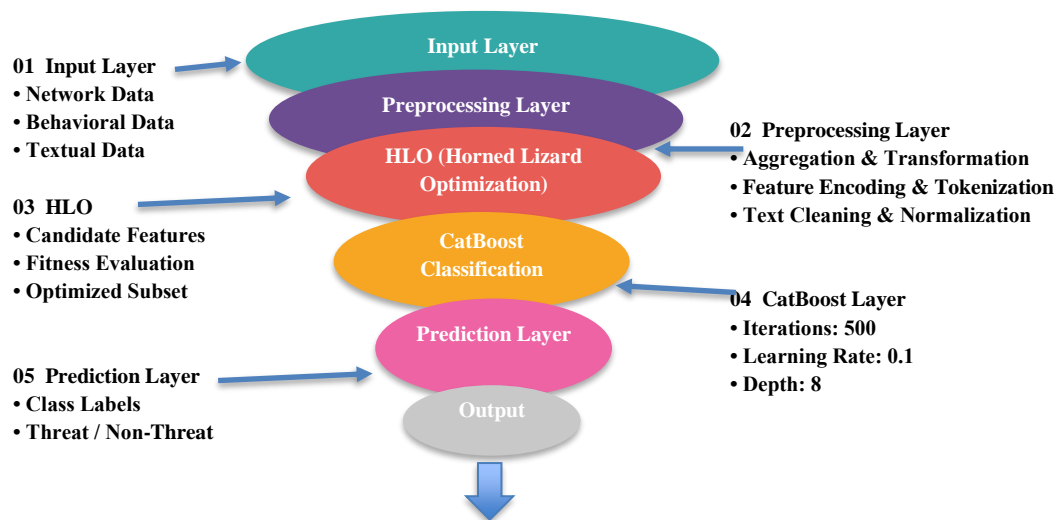 Input Layer
Preprocessing Layer
HLO (Horned Lizard
Optimization)
CatBoost
Classification
Prediction Layer
Output
01 Input Layer
• Network Data
• Behavioral Data
• Textual Data
02 Preprocessing Layer
• Aggregation & Transformation
• Feature Encoding & Tokenization
• Text Cleaning & Normalization
03 HLO
• Candidate Features
• Fitness Evaluation
• Optimized Subset
04 CatBoost Layer
• Iterations: 500
• Learning Rate: 0.1
• Depth: 8
05 Prediction Layer
• Class Labels
• Threat / Non-Threat